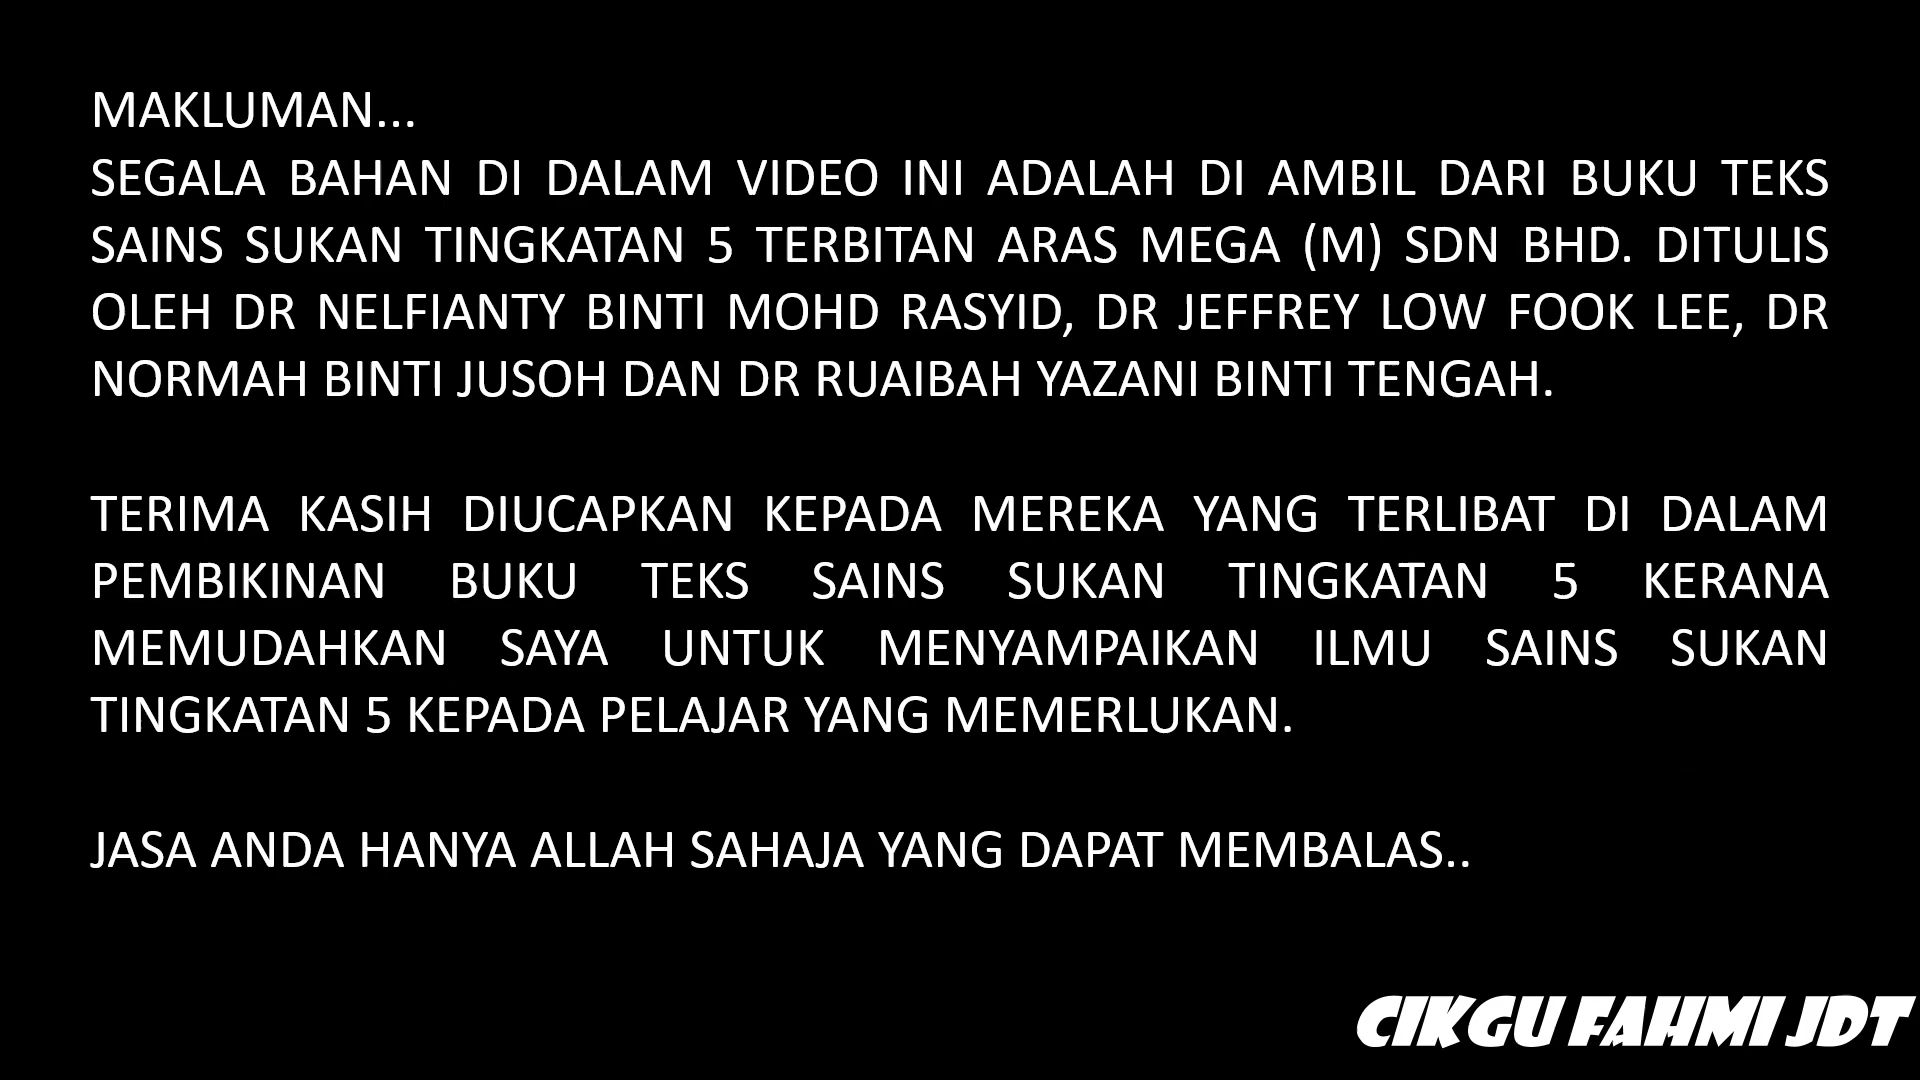 MAKLUMAN...
SEGALA BAHAN DI DALAM VIDEO INI ADALAH DI AMBIL DARI BUKU TEKS
SAINS SUKAN TINGKATAN 5 TERBITAN ARAS MEGA (M) SDN BHD. DITULIS
OLEH DR NELFIANTY BINTI MOHD RASYID, DR JEFFREY LOW FOOK LEE, DR
NORMAH BINTI JUSOH DAN DR RUAIBAH YAZANI BINTI TENGAH.
TERIMA KASIH DIUCAPKAN KEPADA MEREKA YANG TERLIBAT DI DALAM
PEMBIKINAN BUKU TEKS SAINS SUKAN TINGKATAN 5 KERANA
MEMUDAHKAN SAYA UNTUK MENYAMPAIKAN ILMU SAINS SUKAN
TINGKATAN 5 KEPADA PELAJAR YANG MEMERLUKAN.
JASA ANDA HANYA ALLAH SAHAJA YANG DAPAT MEMBALAS..
CIKGU FAHMI JDT